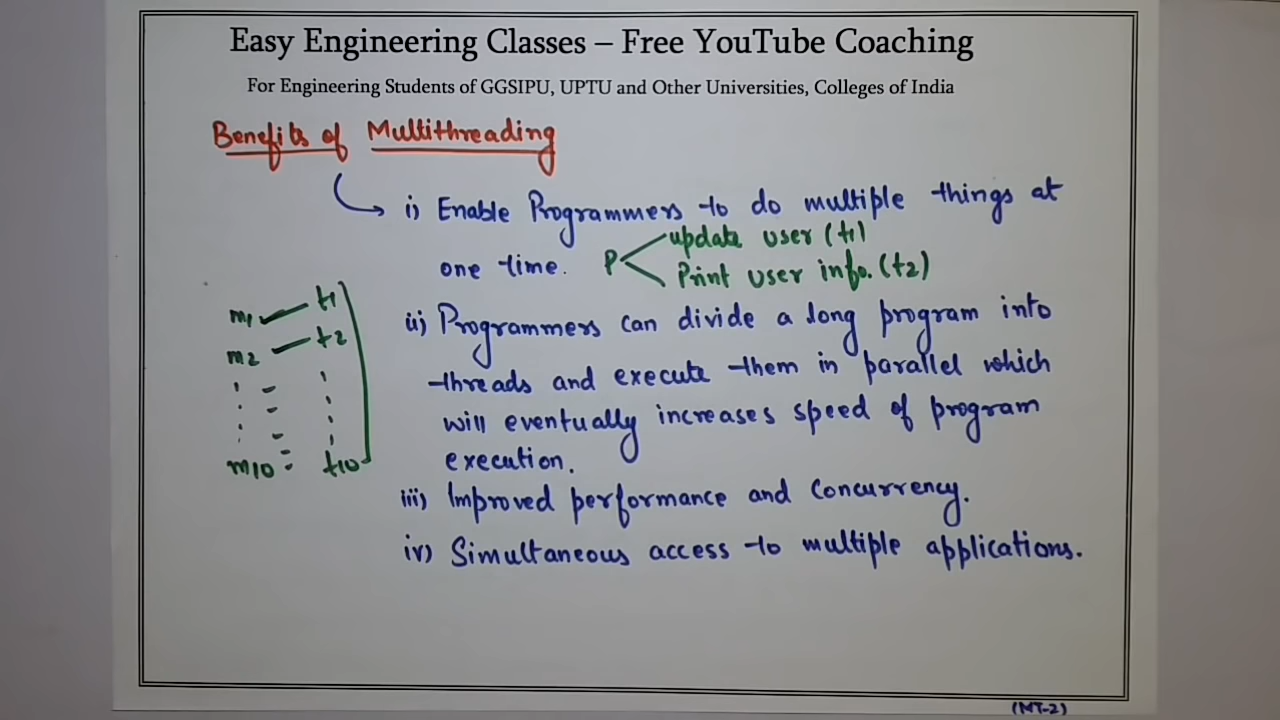 Easy Engineering Classes – Free YouTube Coaching
For Engineering Students of GGSIPU, UPTU and Other Universities, Colleges of India
Benefits of Multithreading
i) Enable Programmers to do multiple things at
one time.
P
update user (t1)
Print user info. (t2)
ii) Programmers can divide a long program into
threads and execute them in parallel which
will eventually increases speed of program
execution.
iii) Improved performance and Concurrency.
iv) Simultaneous access to multiple applications.
m1 t1
m2 t2
m10 t10
(MT-2)